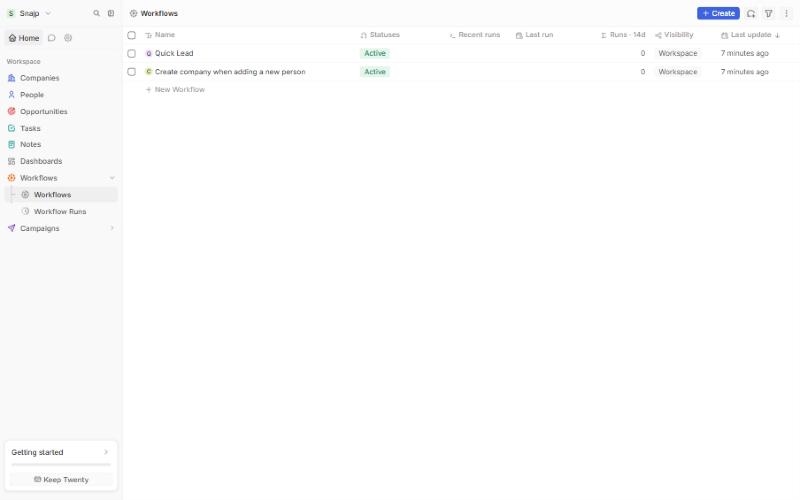 S Snap
Home
Workspace
Companies
People
Opportunities
Tasks
Notes
Dashboards
Workflows
Workflows
Workflow Runs
Campaigns
Getting started
Keep Twenty
Workflows
+ Create
Name Statuses Recent runs Last run Runs · 14d Visibility Last update ↓
Q Quick Lead Active 0 Workspace 7 minutes ago
C Create company when adding a new person Active 0 Workspace 7 minutes ago
+ New Workflow